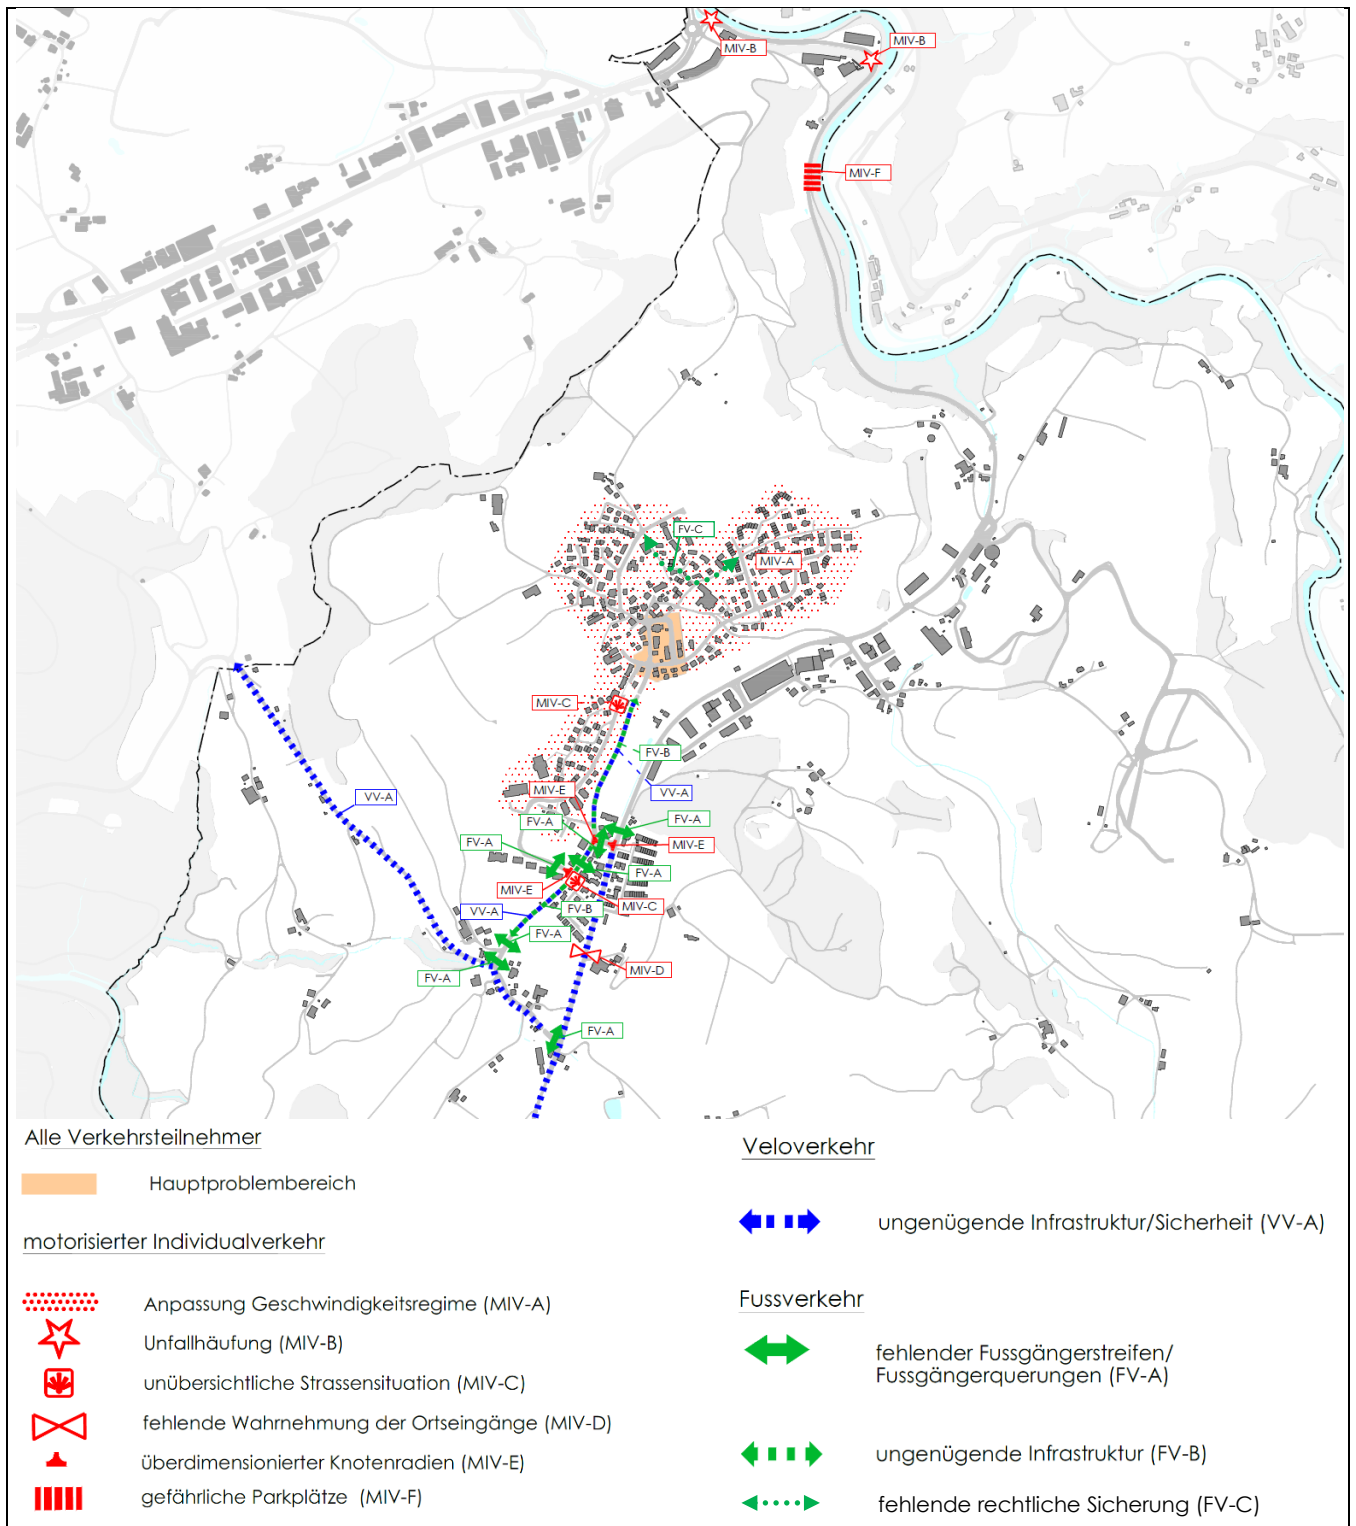 MIV-B
MIV-B
MIV-F
FV-C
MIV-A
MIV-C
FV-B
MIV-E
VV-A
VV-A
FV-A
FV-A
FV-A
MIV-E
FV-A
MIV-E
MIV-C
VV-A
FV-B
FV-A
MIV-D
FV-A
FV-A
Alle Verkehrsteilnehmer
Hauptproblembereich
motorisierter Individualverkehr
Anpassung Geschwindigkeitsregime (MIV-A)
Unfallhäufung (MIV-B)
unübersichtliche Strassensituation (MIV-C)
fehlende Wahrnehmung der Ortseingänge (MIV-D)
überdimensionierter Knotenradien (MIV-E)
gefährliche Parkplätze (MIV-F)
Veloverkehr
ungenügende Infrastruktur/Sicherheit (VV-A)
Fussverkehr
fehlender Fussgängerstreifen/
Fussgängerquerungen (FV-A)
ungenügende Infrastruktur (FV-B)
fehlende rechtliche Sicherung (FV-C)